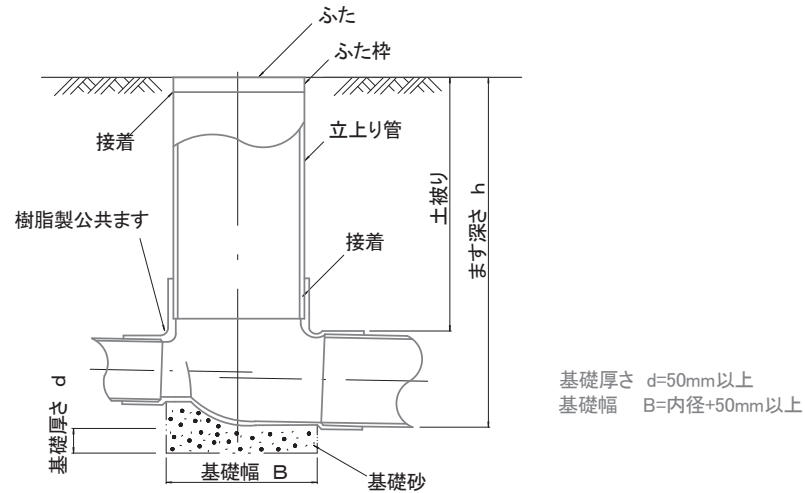 ふた
ふた枠
接着
立上り管
土被り
ます深さ h
樹脂製公共ます
接着
基礎厚さ d=50mm以上
基礎幅 B=内径+50mm以上
基礎厚さ d
基礎幅 B
基礎砂